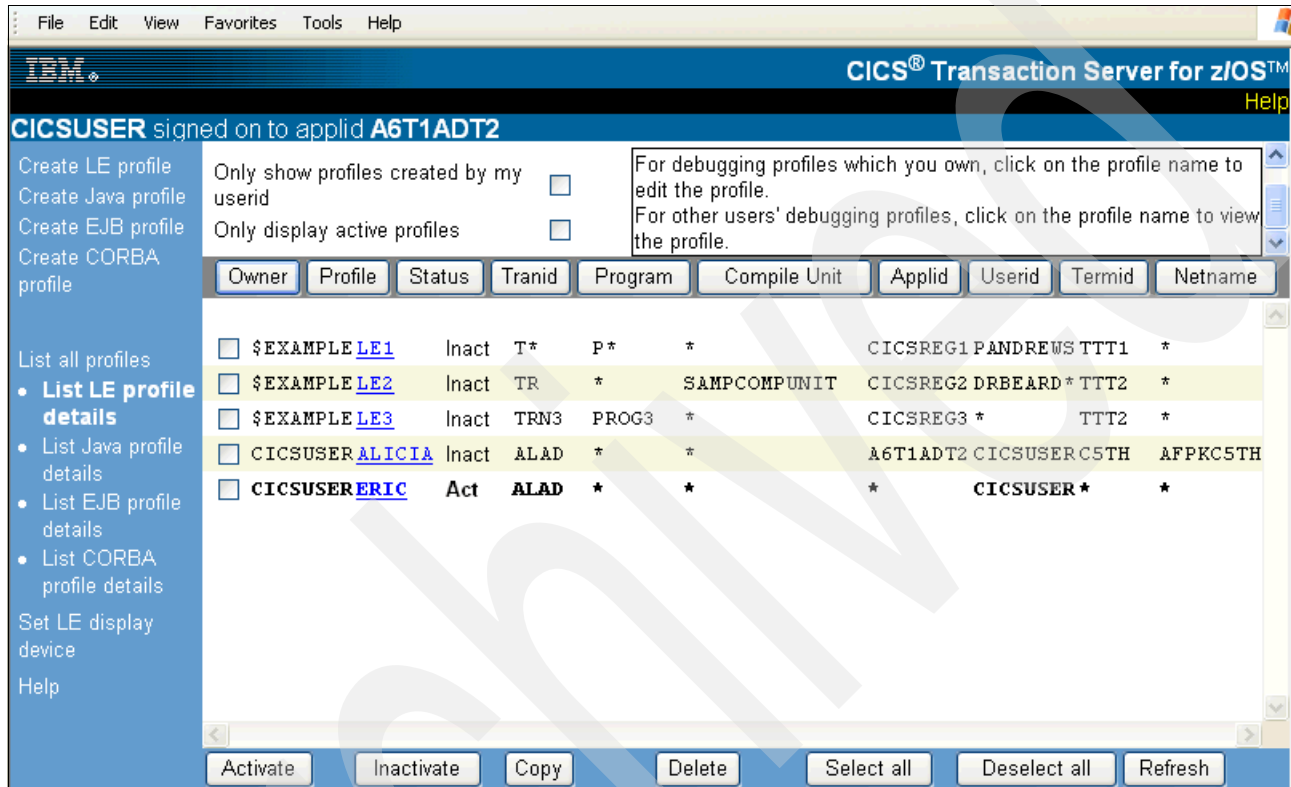 File Edit View Favorites Tools Help
IBM®
CICS® Transaction Server for z/OS™
Help
CICSUSER signed on to applid A6T1ADT2
Create LE profile
Create Java profile
Create EJB profile
Create CORBA
profile
List all profiles
• List LE profile
details
• List Java profile
details
• List EJB profile
details
• List CORBA
profile details
Set LE display
device
Help
Only show profiles created by my
userid
Only display active profiles
For debugging profiles which you own, click on the profile name to
edit the profile.
For other users' debugging profiles, click on the profile name to view
the profile.
Owner Profile Status Tranid Program Compile Unit Applid Userid Termid Netname
$EXAMPLE LE1 Inact T* P* * CICSREG1 PANDREWS TTT1 *
$EXAMPLE LE2 Inact TR * SAMPCOMPUNIT CICSREG2 DRBEARD* TTT2 *
$EXAMPLE LE3 Inact TRN3 PROG3 * CICSREG3 * TTT2 *
CICSUSER ALICIA Inact ALAD * * A6T1ADT2 CICSUSER C5TH AFPKC5TH
CICSUSER ERIC Act ALAD * * * CICSUSER * *
Activate Inactivate Copy Delete Select all Deselect all Refresh